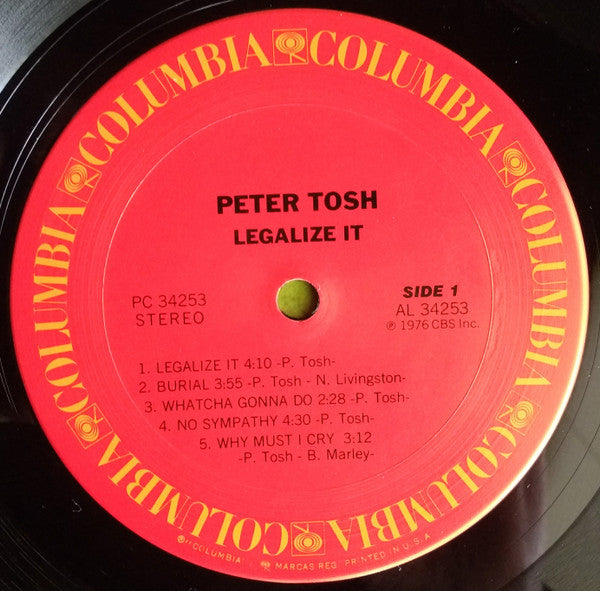 COLUMBIA COLUMBIA COLUMBIA COLUMBIA COLUMBIA COLUMBIA
PETER TOSH
LEGALIZE IT
PC 34253
STEREO
SIDE 1
AL 34253
℗ 1976 CBS Inc.
1. LEGALIZE IT 4:10 -P. Tosh-
2. BURIAL 3:55 -P. Tosh - N. Livingston-
3. WHATCHA GONNA DO 2:28 -P. Tosh-
4. NO SYMPATHY 4:30 -P. Tosh-
5. WHY MUST I CRY 3:12
-P. Tosh - B. Marley-
®"COLUMBIA" MARCAS REG. PRINTED IN U.S.A.